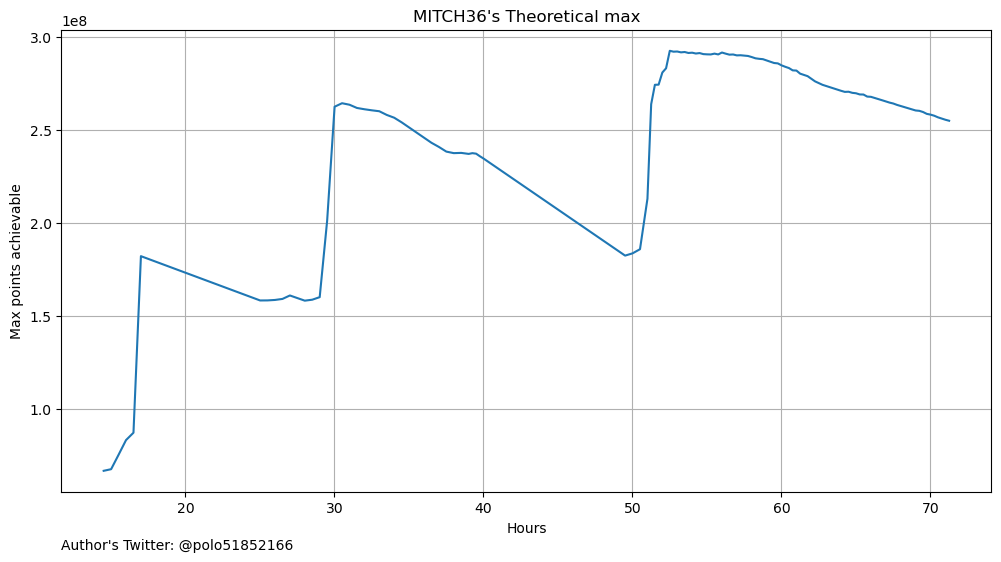 MITCH36's Theoretical max
1e8
3.0
2.5
2.0
1.5
1.0
Max points achievable
20 30 40 50 60 70
Hours
Author's Twitter: @polo51852166